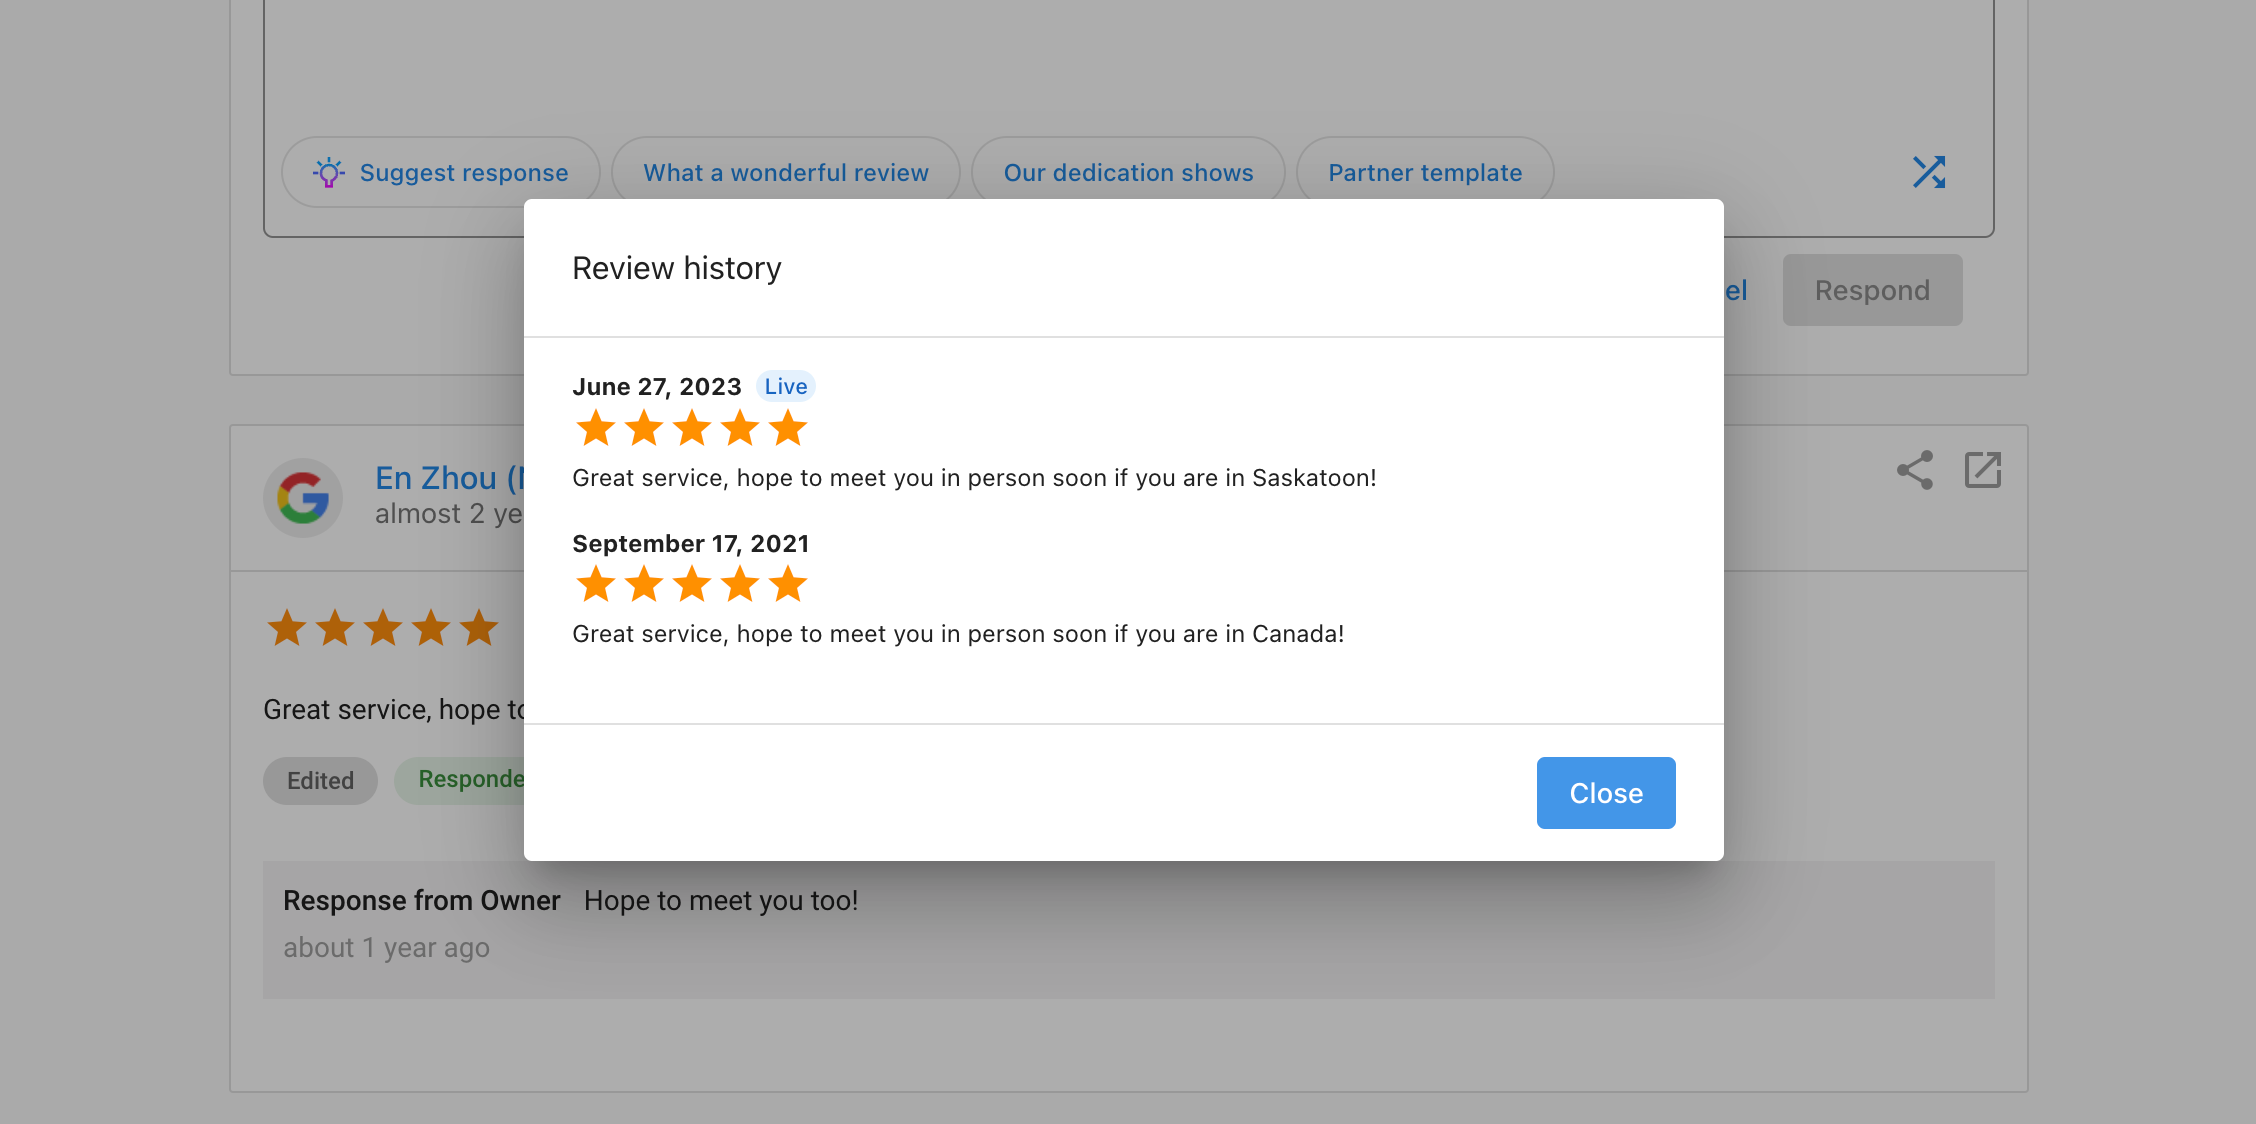 Suggest response What a wonderful review Our dedication shows Partner template
Review history
el Respond
June 27, 2023 Live
Great service, hope to meet you in person soon if you are in Saskatoon!
En Zhou (
almost 2 ye
September 17, 2021
Great service, hope to meet you in person soon if you are in Canada!
Great service, hope to
Edited Responde
Close
Response from Owner Hope to meet you too!
about 1 year ago